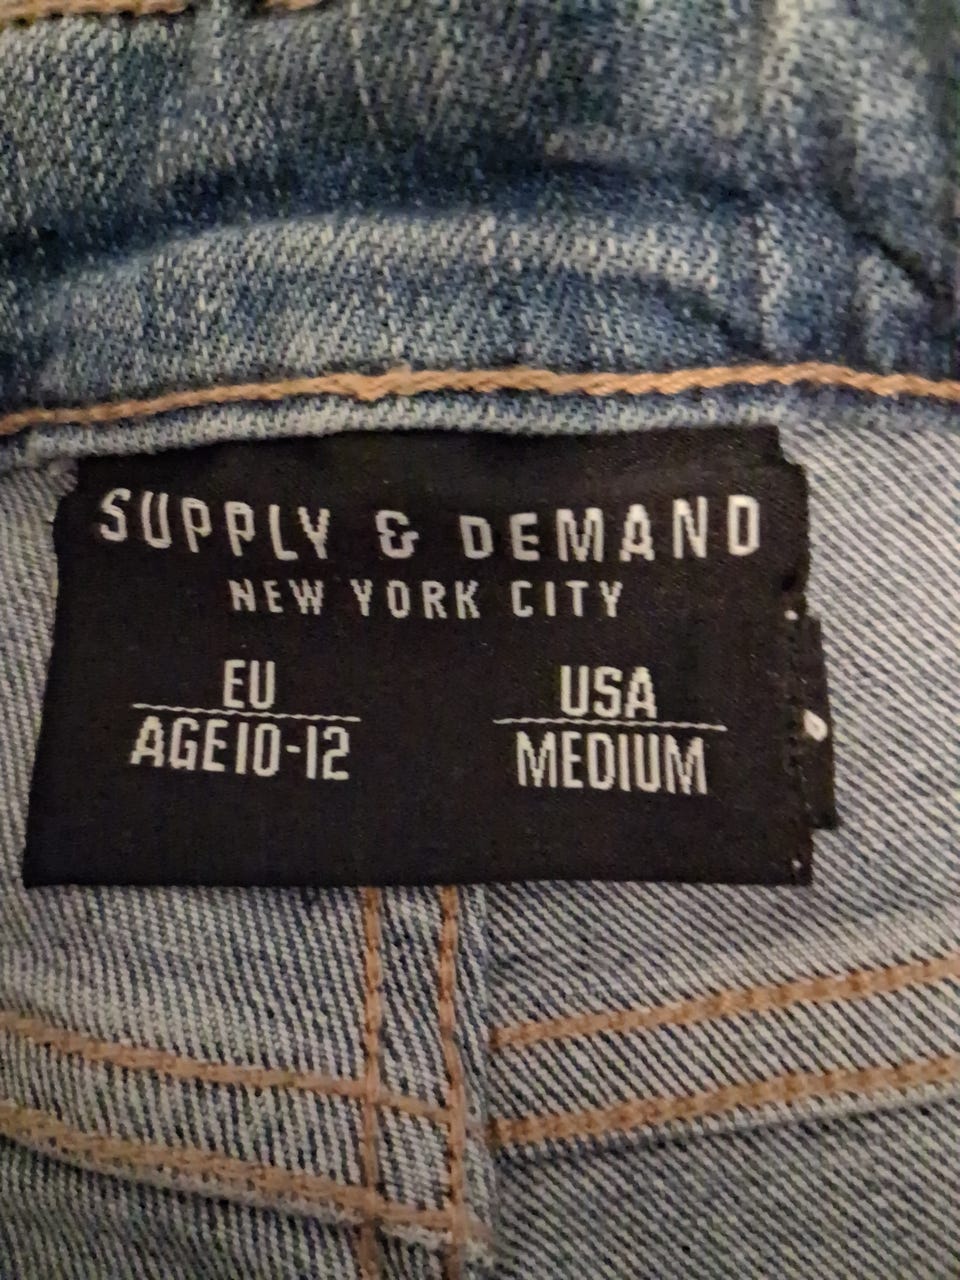 SUPPLY & DEMAND
NEW YORK CITY
EU
AGE10-12
USA
MEDIUM